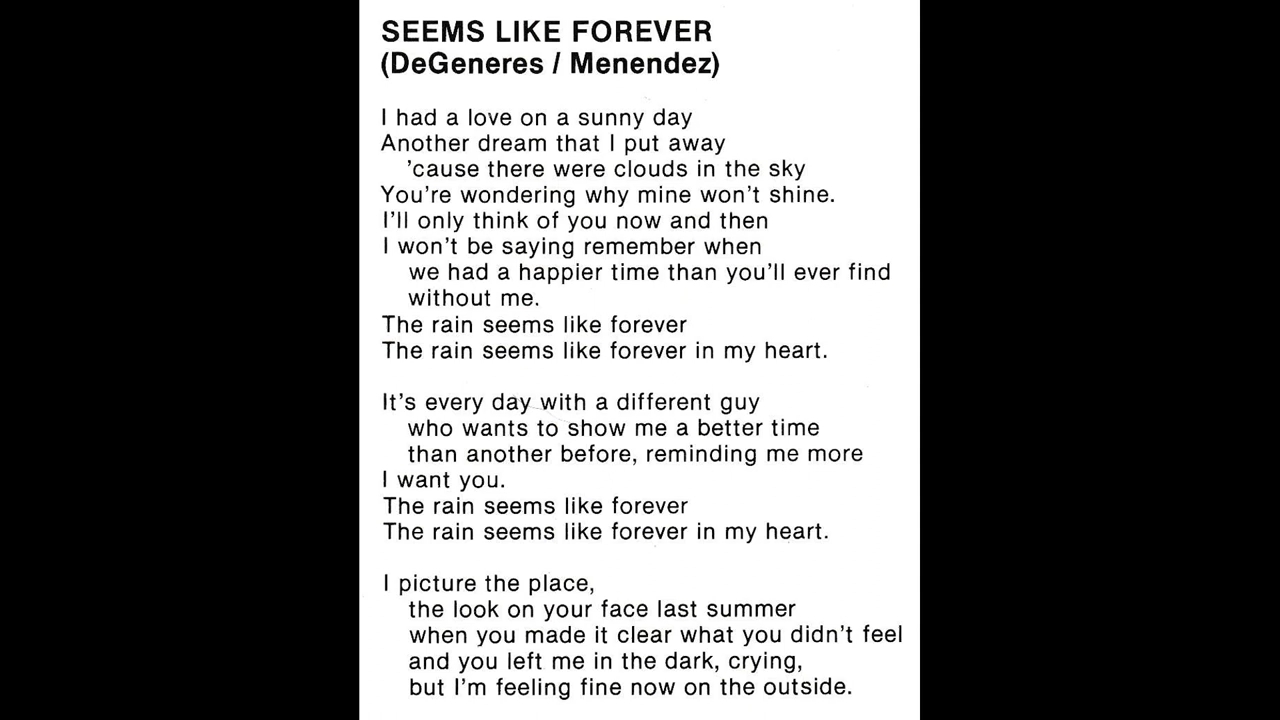 SEEMS LIKE FOREVER
(DeGeneres / Menendez)
I had a love on a sunny day
Another dream that I put away
'cause there were clouds in the sky
You're wondering why mine won't shine.
I'll only think of you now and then
I won't be saying remember when
we had a happier time than you'll ever find
without me.
The rain seems like forever
The rain seems like forever in my heart.
It's every day with a different guy
who wants to show me a better time
than another before, reminding me more
I want you.
The rain seems like forever
The rain seems like forever in my heart.
I picture the place,
the look on your face last summer
when you made it clear what you didn't feel
and you left me in the dark, crying,
but I'm feeling fine now on the outside.